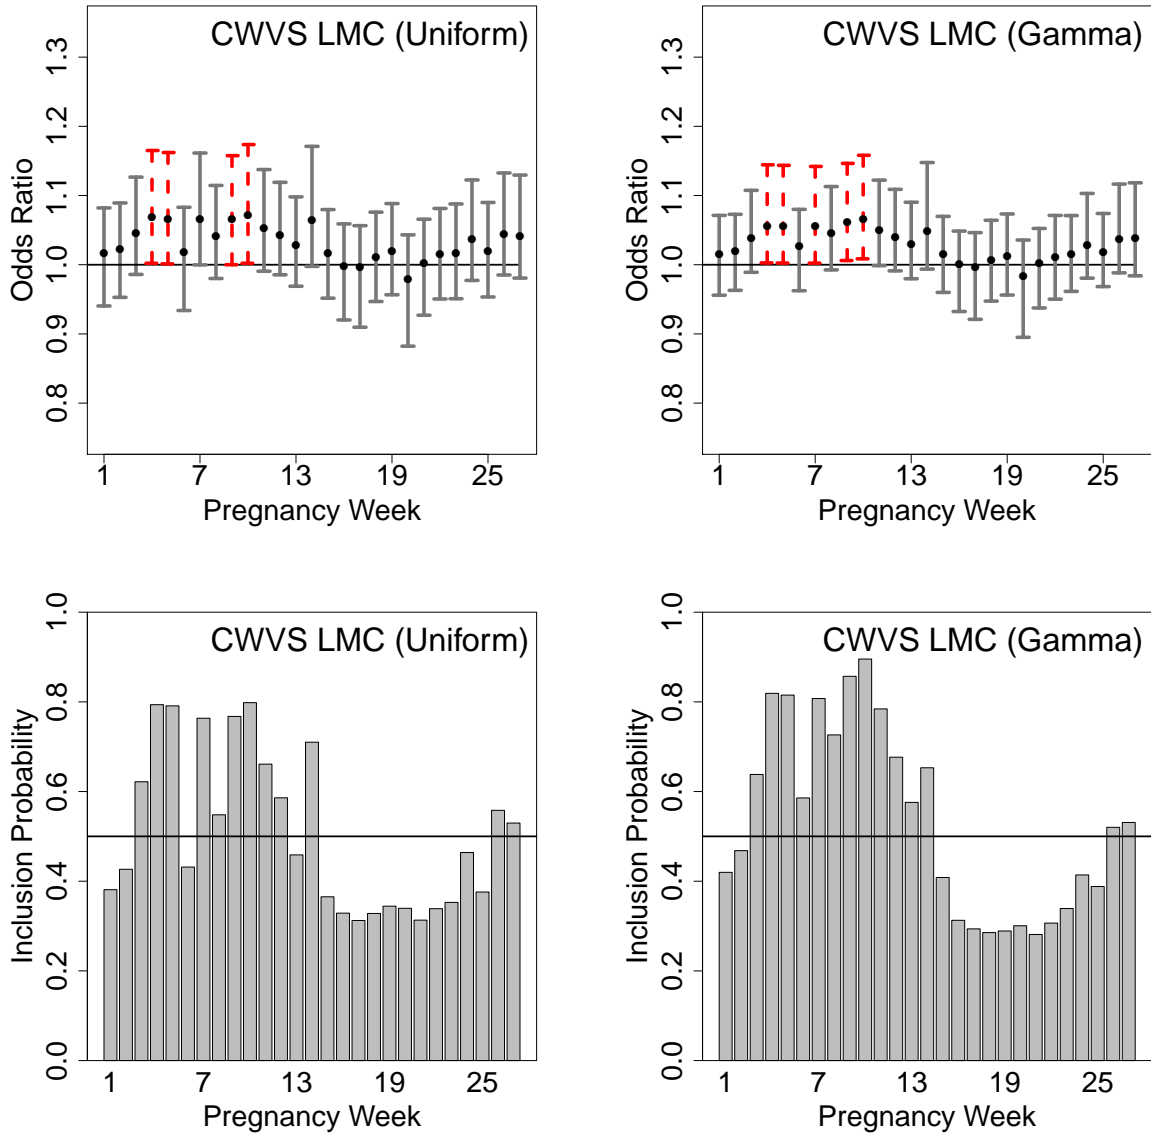 CWVS LMC (Uniform)
Odds Ratio
1.3
1.2
1.1
1.0
0.9
0.8
1 7 13 19 25
Pregnancy Week
CWVS LMC (Gamma)
Odds Ratio
1.3
1.2
1.1
1.0
0.9
0.8
1 7 13 19 25
Pregnancy Week
CWVS LMC (Uniform)
Inclusion Probability
1.0
0.8
0.6
0.4
0.2
0.0
1 7 13 19 25
Pregnancy Week
CWVS LMC (Gamma)
Inclusion Probability
1.0
0.8
0.6
0.4
0.2
0.0
1 7 13 19 25
Pregnancy Week